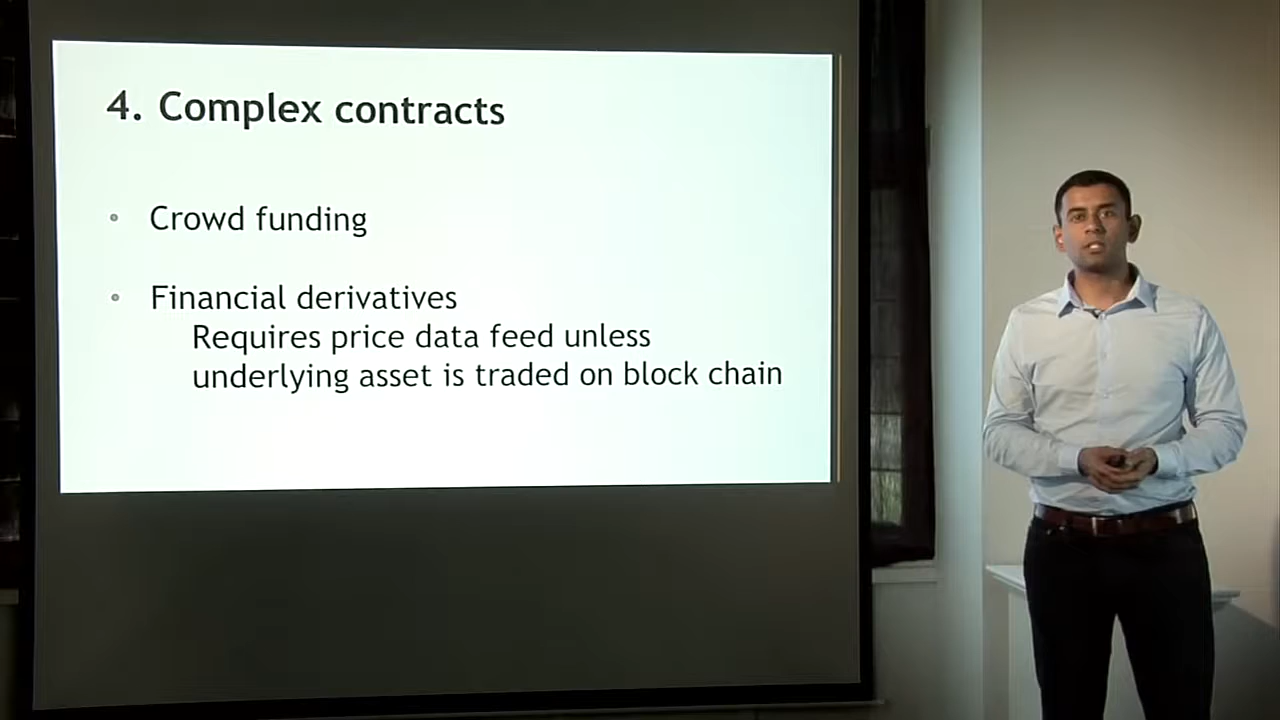 4. Complex contracts
Crowd funding
Financial derivatives
Requires price data feed unless
underlying asset is traded on block chain